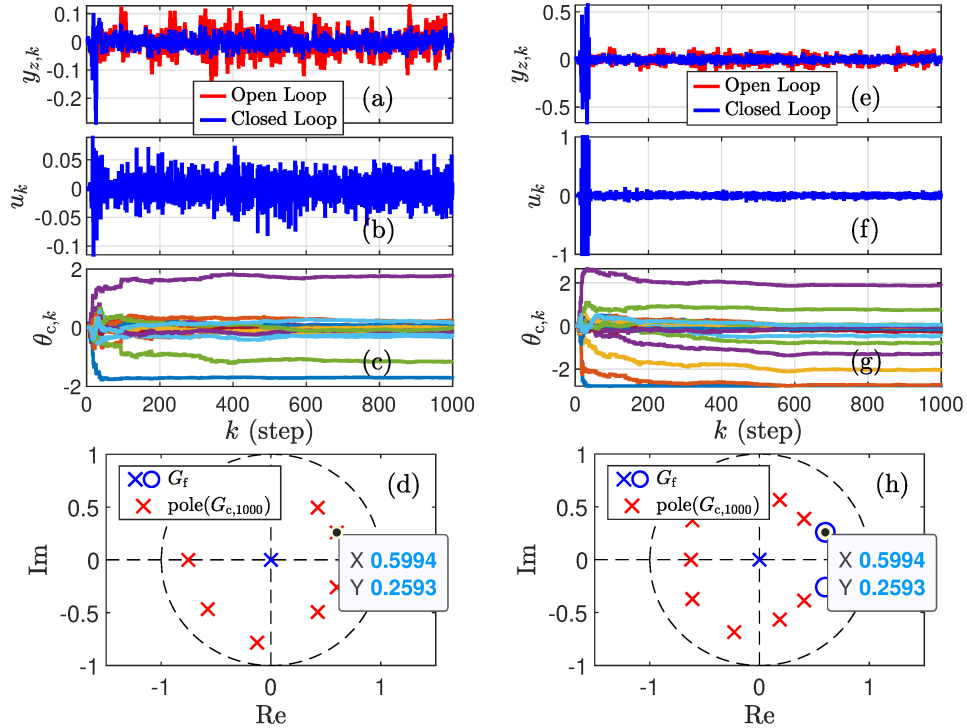 0.1
0
-0.1
-0.2
y_{z,k}
Open Loop
Closed Loop
(a)
0.05
0
-0.05
-0.1
u_k
(b)
2
0
-2
θ_{c,k}
(c)
0 200 400 600 800 1000
k (step)
1
0.5
0
-0.5
-1
Im
G_f
pole(G_{c,1000})
(d)
X 0.5994
Y 0.2593
-1 0 1
Re
0.5
0
-0.5
y_{z,k}
Open Loop
Closed Loop
(e)
1
0
-1
u_k
(f)
2
0
-2
θ_{c,k}
(g)
0 200 400 600 800 1000
k (step)
1
0.5
0
-0.5
-1
Im
G_f
pole(G_{c,1000})
(h)
X 0.5994
Y 0.2593
-1 0 1
Re